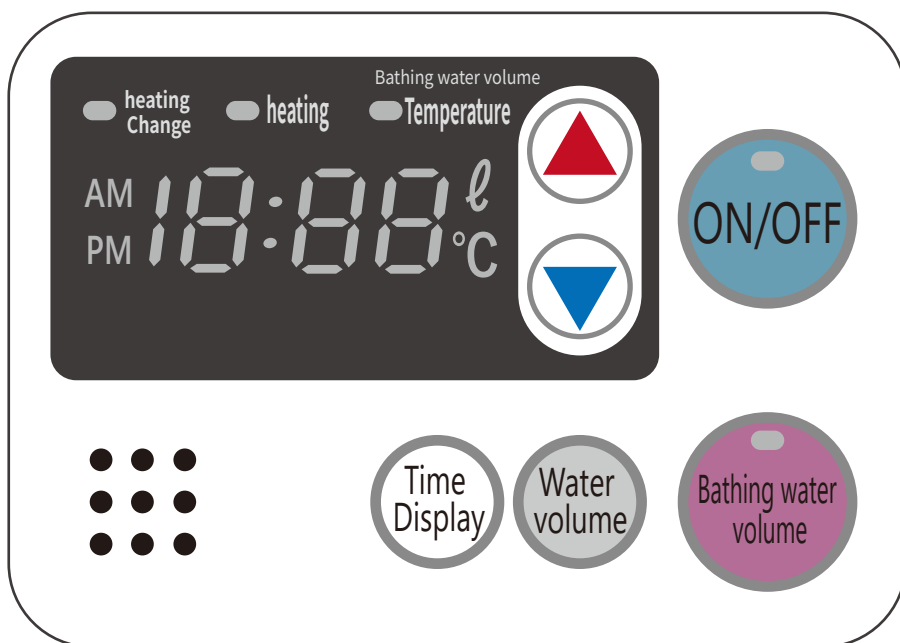 Bathing water volume
heating
Change
heating
Temperature
AM
PM
18:88
ℓ
°C
ON/OFF
Time
Display
Water
volume
Bathing water
volume